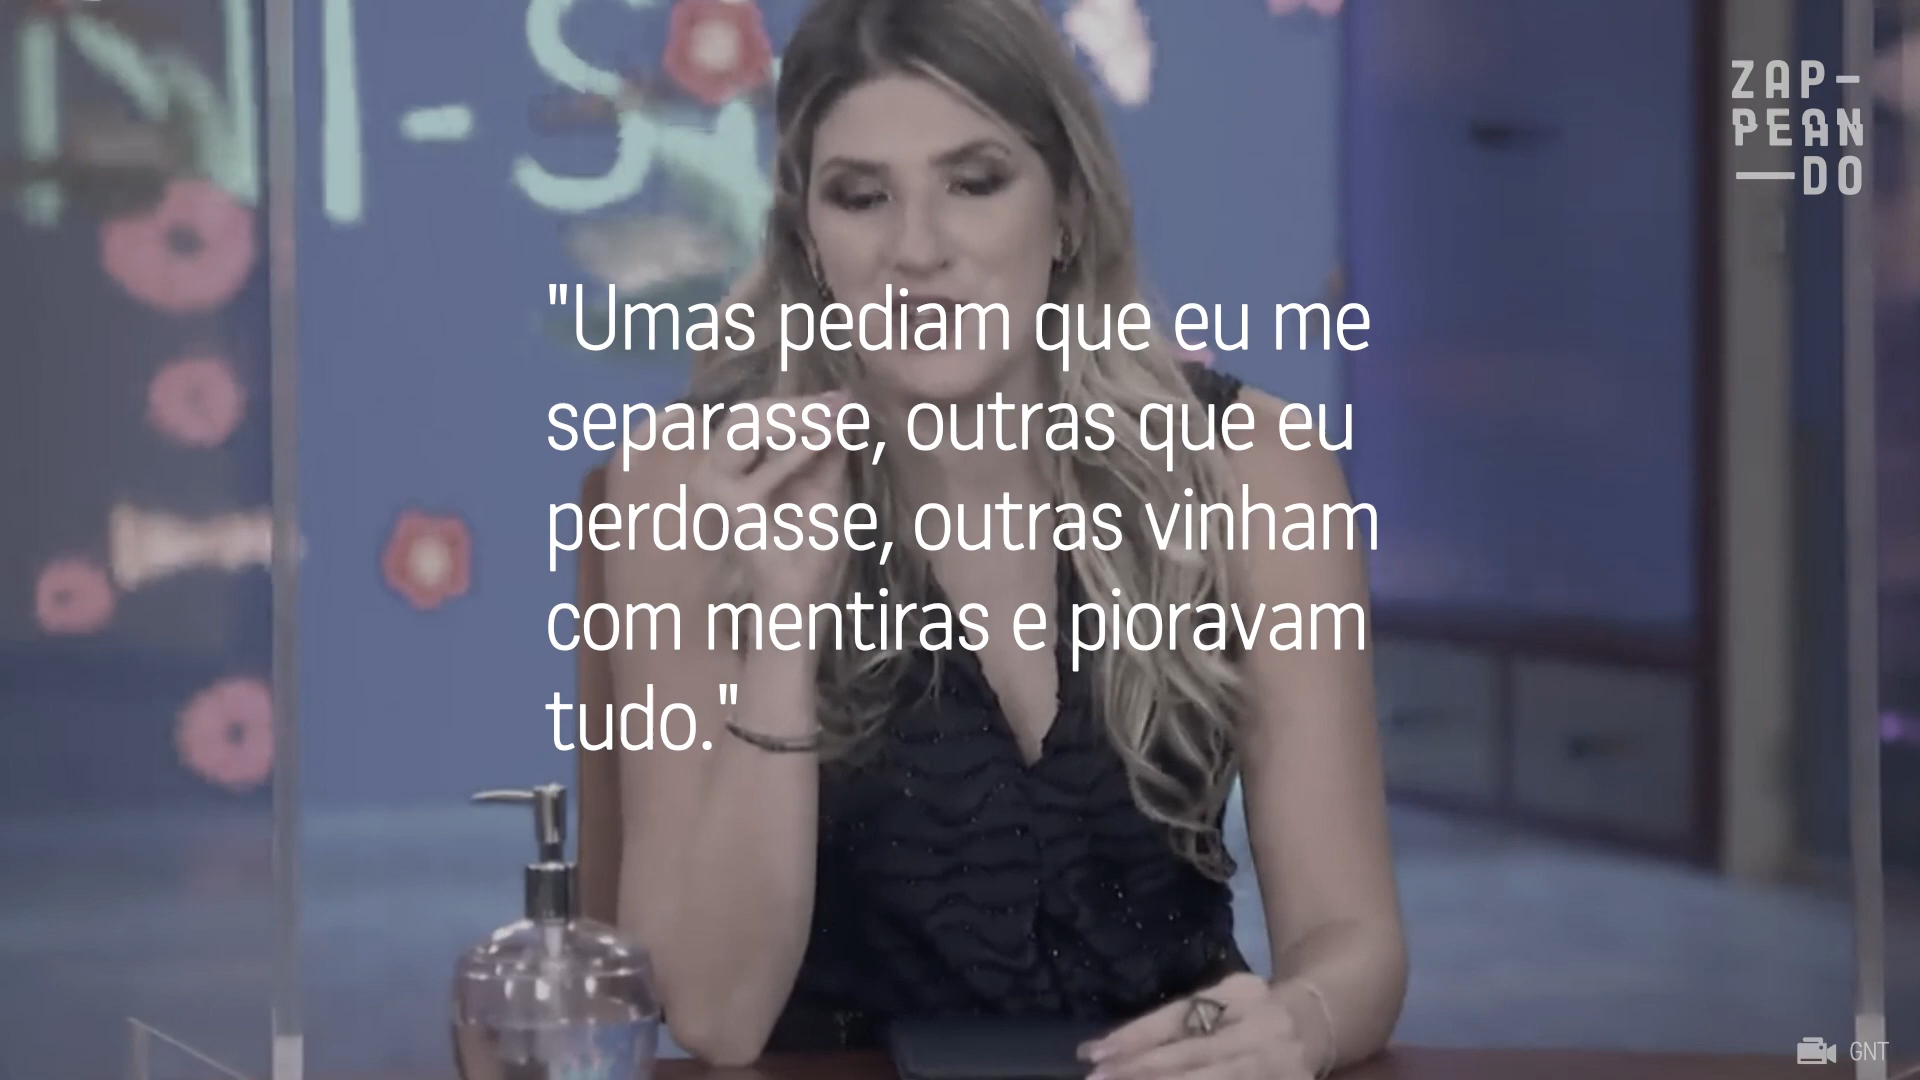 NI-S
ZAP-
PEAN
—DO
"Umas pediam que eu me
separasse, outras que eu
perdoasse, outras vinham
com mentiras e pioravam
tudo."
GNT